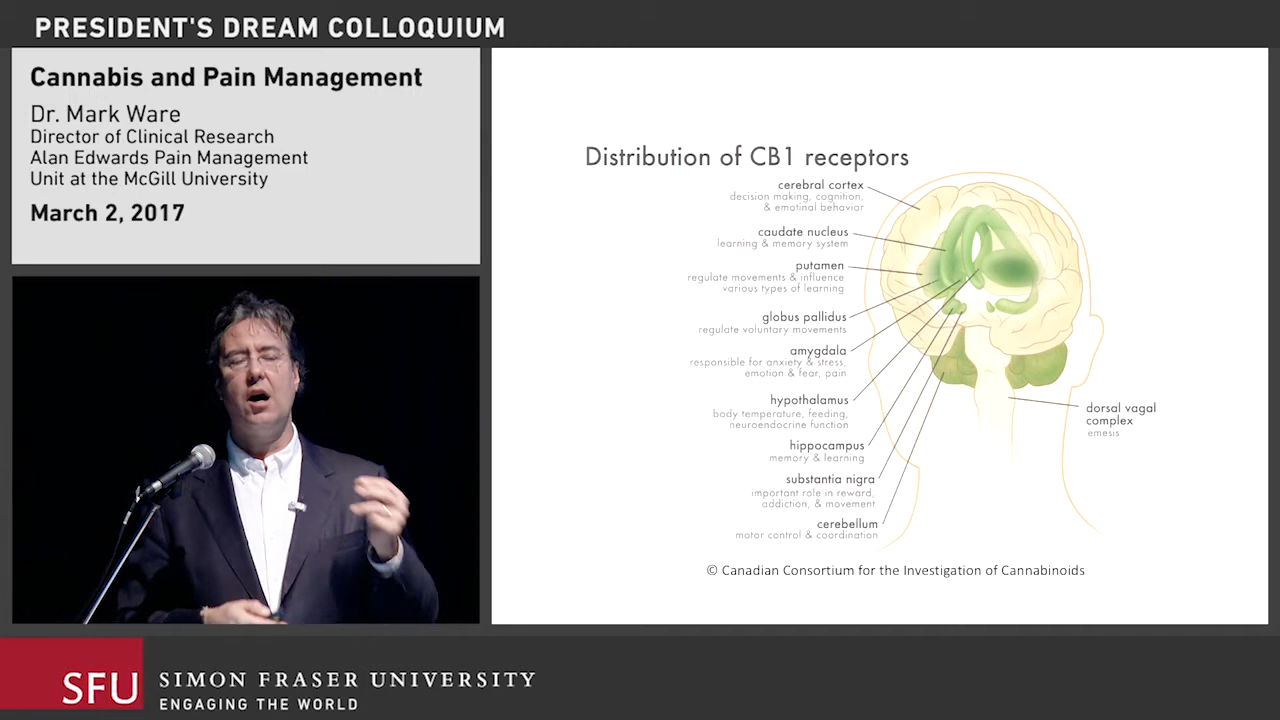 PRESIDENT'S DREAM COLLOQUIUM
Cannabis and Pain Management
Dr. Mark Ware
Director of Clinical Research
Alan Edwards Pain Management
Unit at the McGill University
March 2, 2017
Distribution of CB1 receptors
cerebral cortex
decision making, cognition,
& emotinal behavior
caudate nucleus
learning & memory system
putamen
regulate movements & influence
various types of learning
globus pallidus
regulate voluntary movements
amygdala
responsible for anxiety & stress,
emotion & fear, pain
hypothalamus
body temperature, feeding,
neuroendocrine function
hippocampus
memory & learning
substantia nigra
important role in reward,
addiction, & movement
cerebellum
motor control & coordination
dorsal vagal
complex
emesis
© Canadian Consortium for the Investigation of Cannabinoids
SFU
SIMON FRASER UNIVERSITY
ENGAGING THE WORLD